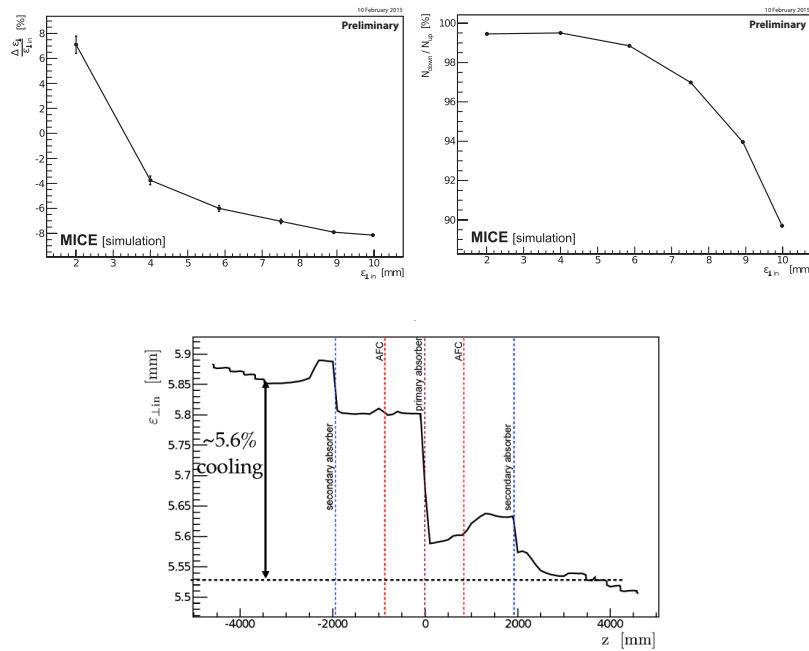 10 February 2015
Preliminary
Δ ε⊥ / ε⊥ in [%]
8
6
4
2
0
-2
-4
-6
-8
MICE [simulation]
2 3 4 5 6 7 8 9 10
ε⊥ in [mm]
10 February 2015
Preliminary
N down / N up [%]
100
98
96
94
92
90
MICE [simulation]
2 3 4 5 6 7 8 9 10
ε⊥ in [mm]
ε⊥in [mm]
5.9
5.85
5.8
5.75
5.7
5.65
5.6
5.55
5.5
~5.6%
cooling
secondary absorber
AFC
primary absorber
AFC
secondary absorber
-4000 -2000 0 2000 4000
z [mm]